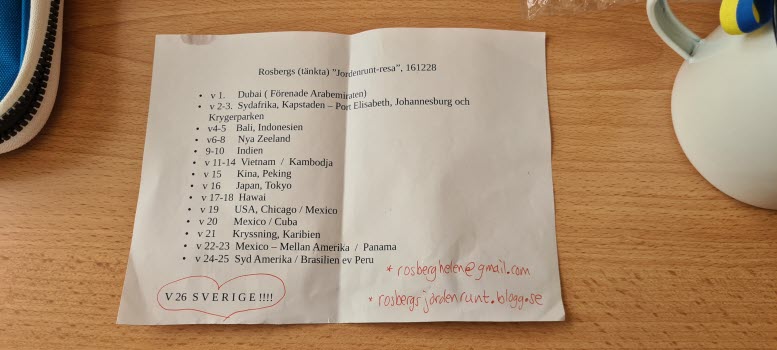 Rosbergs (tänkta) ”Jordenrunt-resa”, 161228
• v 1. Dubai ( Förenade Arabemiraten)
• v 2-3. Sydafrika, Kapstaden – Port Elisabeth, Johannesburg och
Krygerparken
• v4-5 Bali, Indonesien
• v6-8 Nya Zeeland
• 9-10 Indien
• v 11-14 Vietnam / Kambodja
• v 15 Kina, Peking
• v 16 Japan, Tokyo
• v 17-18 Hawai
• v 19 USA, Chicago / Mexico
• v 20 Mexico / Cuba
• v 21 Kryssning, Karibien
• v 22-23 Mexico – Mellan Amerika / Panama
• v 24-25 Syd Amerika / Brasilien ev Peru
* rosberghelen@gmail.com
V 26 S V E R I G E !!!!
* rosbergsjordenrunt.blogg.se